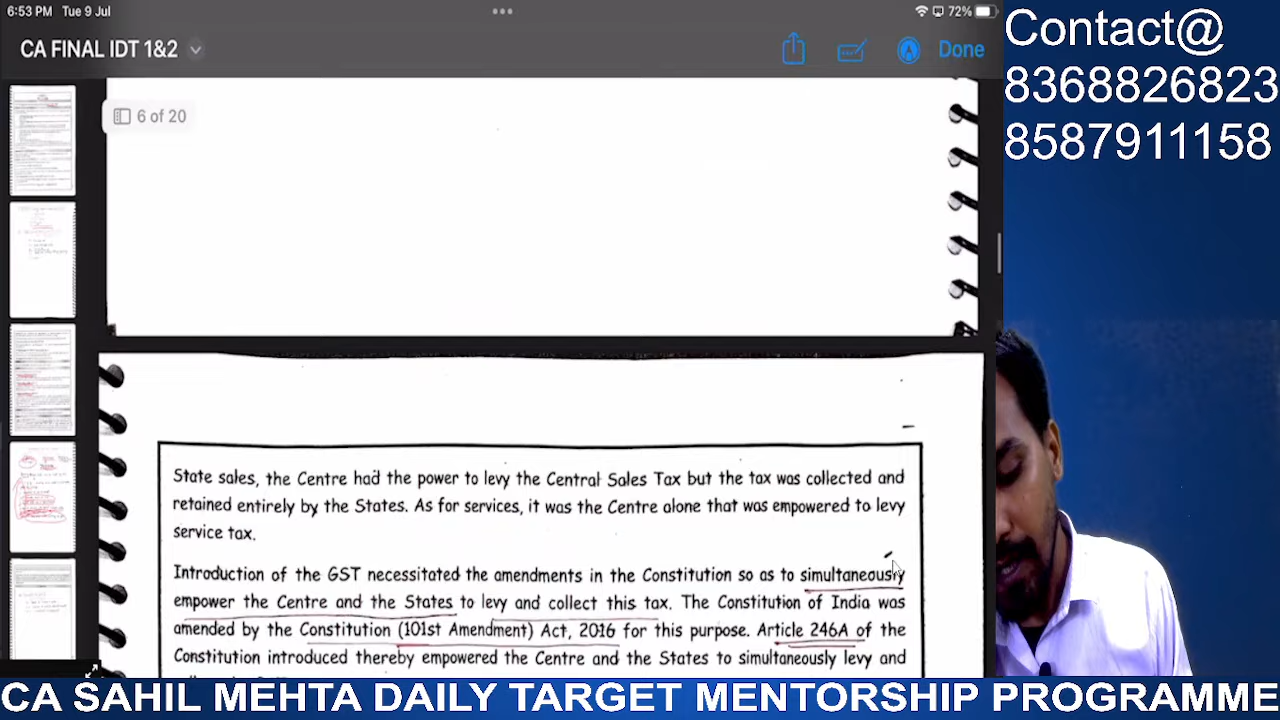 6:53 PM Tue 9 Jul
72%
CA FINAL IDT 1&2
Done
6 of 20
Contact@
8368826823
8587911158
State sales, the Centre had the power to levy the Central Sales Tax but the tax was collected and
retained entirely by the States. As for services, it was the Centre alone that was empowered to levy
service tax.
Introduction of the GST necessitated the amendments in the Constitution so as to simultaneously
empower the Centre and the States to levy and collect this tax. The Constitution of India was
amended by the Constitution (101st Amendment) Act, 2016 for this purpose. Article 246A of the
Constitution introduced thereby empowered the Centre and the States to simultaneously levy and
CA SAHIL MEHTA DAILY TARGET MENTORSHIP PROGRAMME